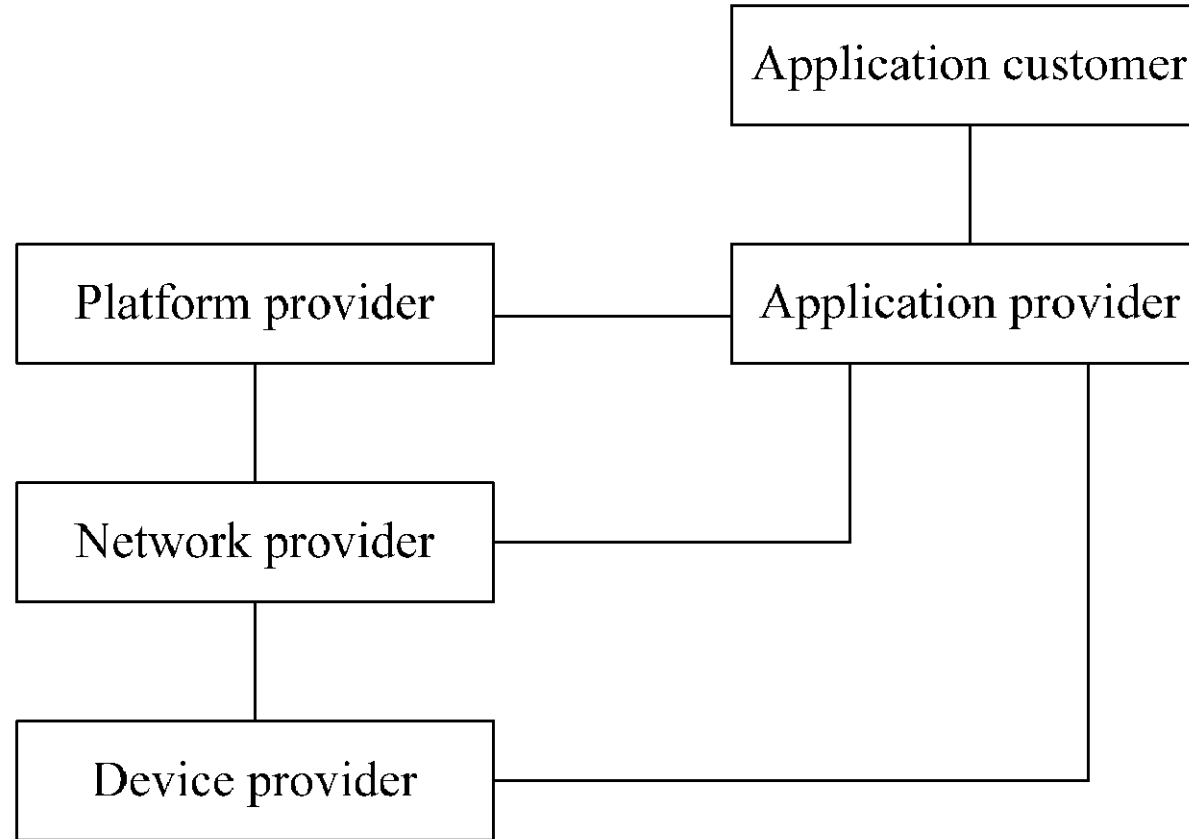 Application customer
Platform provider
Application provider
Network provider
Device provider